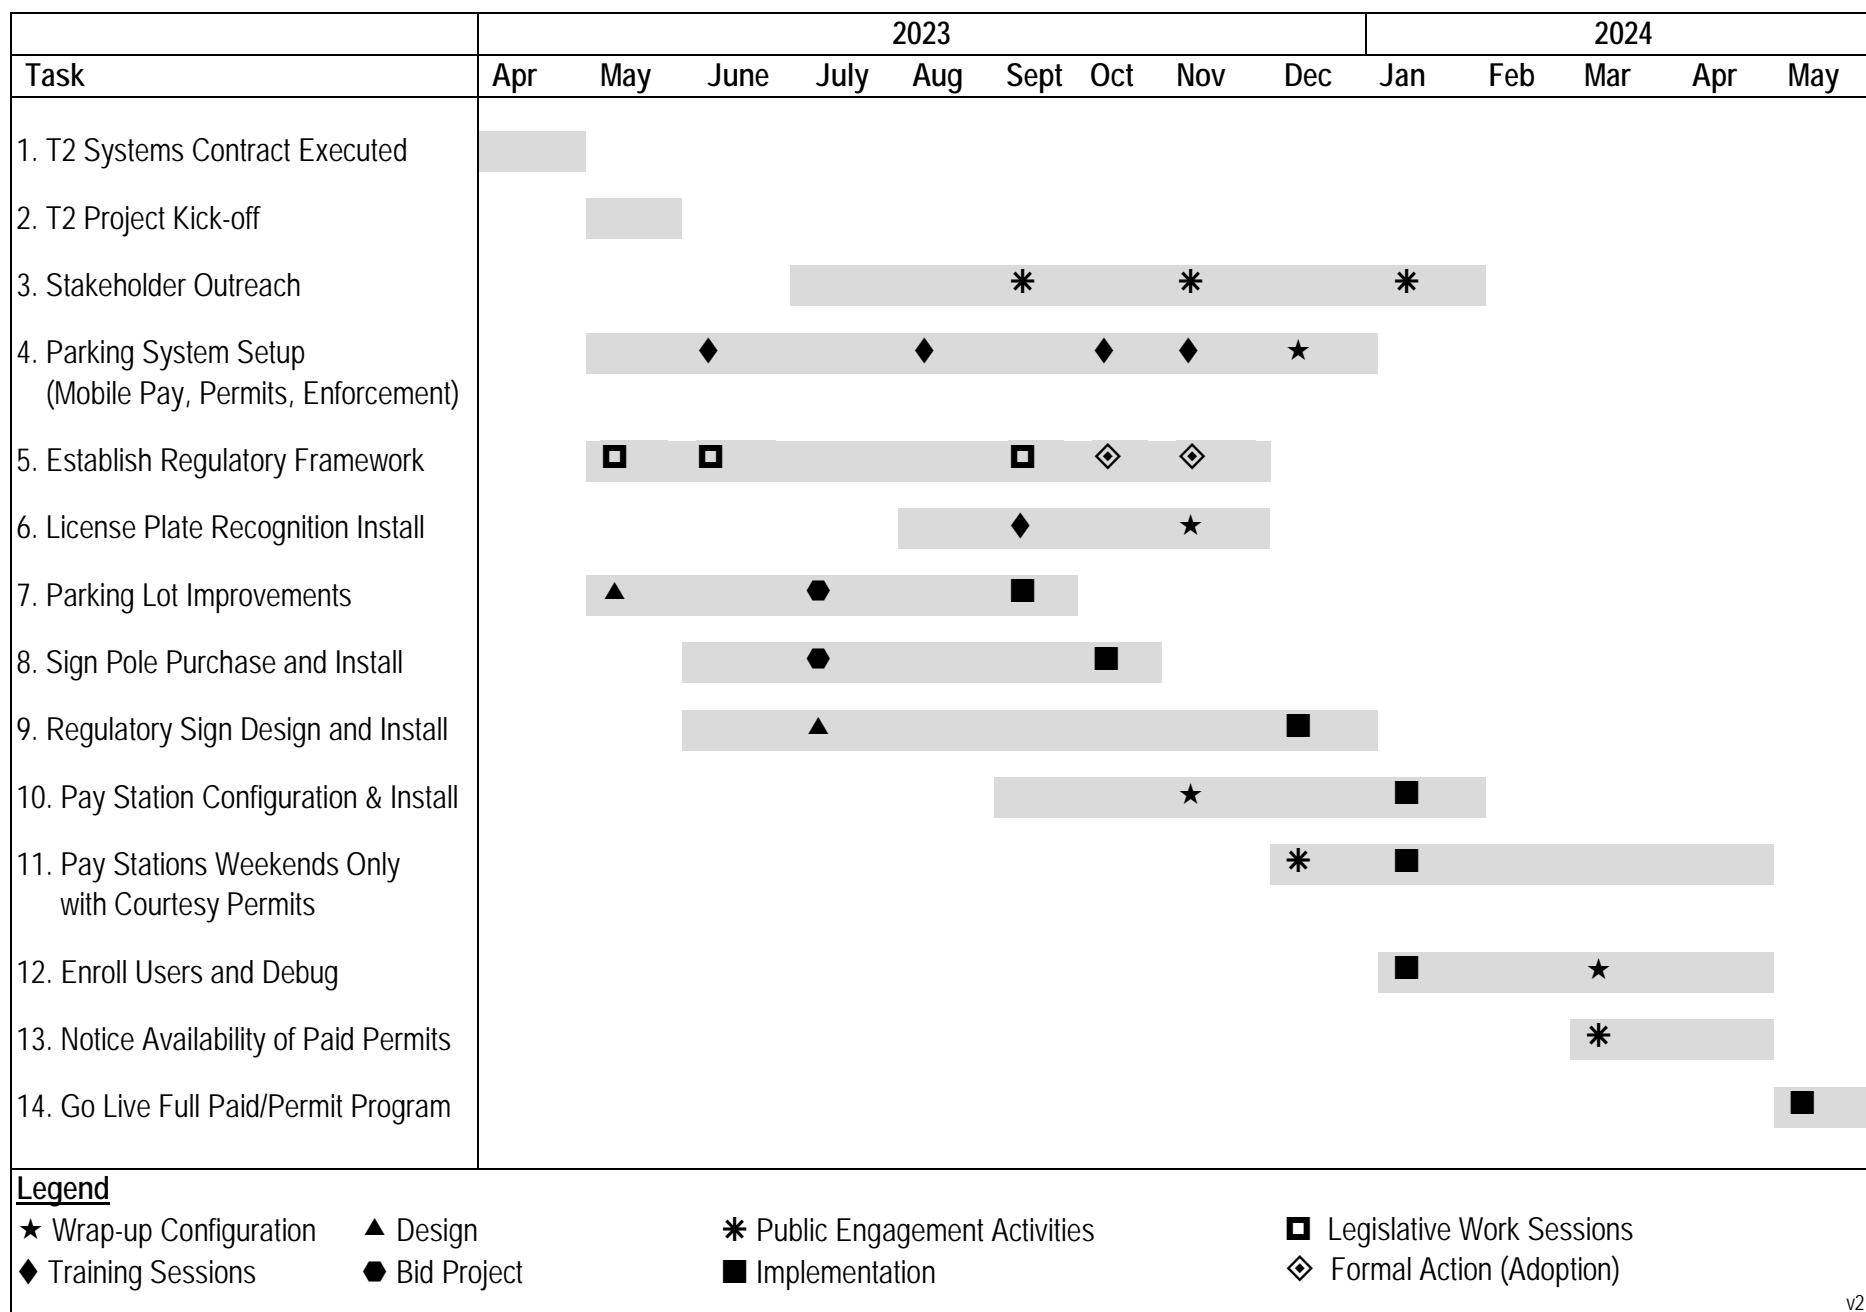 2023 2024
Task Apr May June July Aug Sept Oct Nov Dec Jan Feb Mar Apr May
1. T2 Systems Contract Executed
2. T2 Project Kick-off
3. Stakeholder Outreach
4. Parking System Setup
(Mobile Pay, Permits, Enforcement)
5. Establish Regulatory Framework
6. License Plate Recognition Install
7. Parking Lot Improvements
8. Sign Pole Purchase and Install
9. Regulatory Sign Design and Install
10. Pay Station Configuration & Install
11. Pay Stations Weekends Only
with Courtesy Permits
12. Enroll Users and Debug
13. Notice Availability of Paid Permits
14. Go Live Full Paid/Permit Program
Legend
★ Wrap-up Configuration ▲ Design ✳ Public Engagement Activities ◘ Legislative Work Sessions
♦ Training Sessions ⬣ Bid Project ■ Implementation ◈ Formal Action (Adoption)
v2